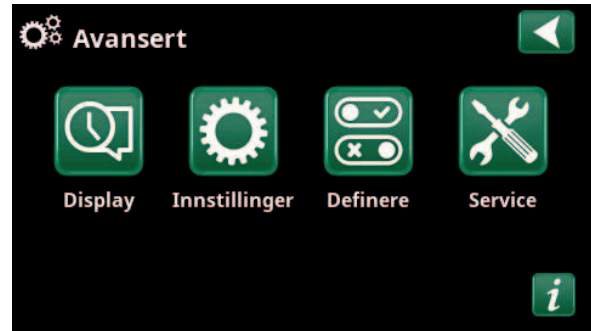 Avansert
Display
Innstillinger
Definere
Service
i